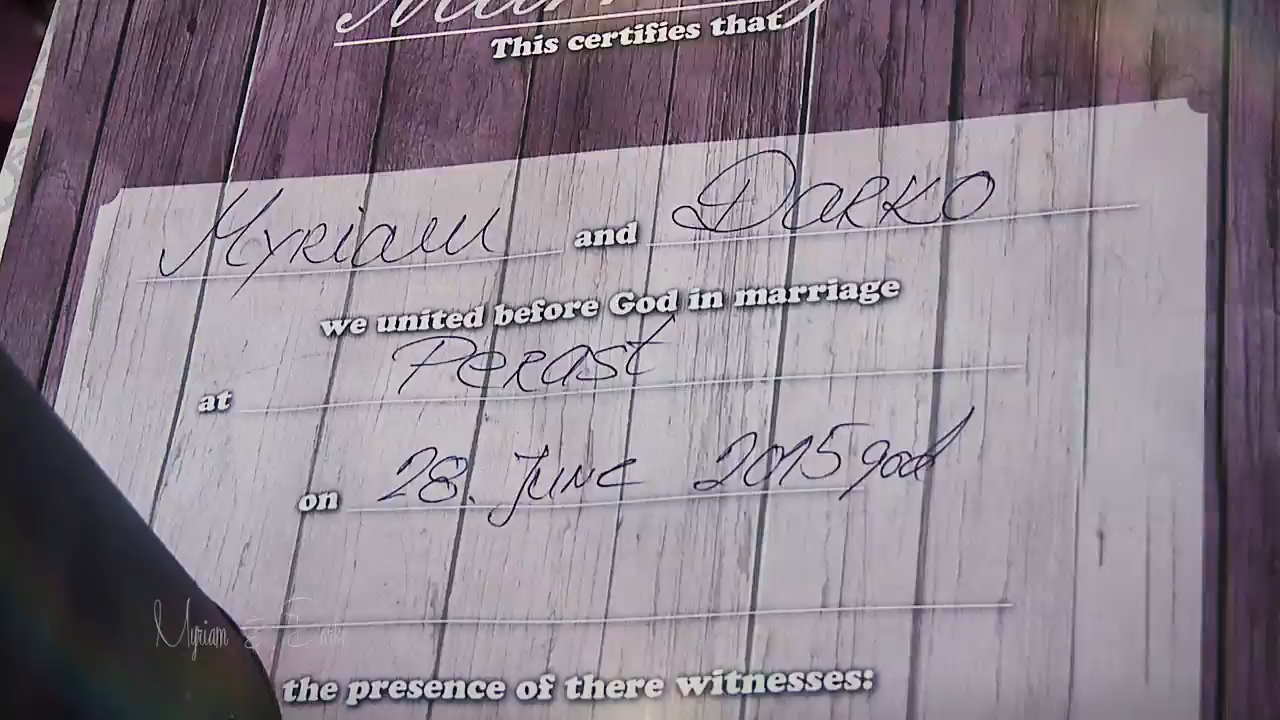 This certifies that
Myriam and Darko
we united before God in marriage
at Perast
on 28. June 2015 god
the presence of there witnesses:
Myriam &